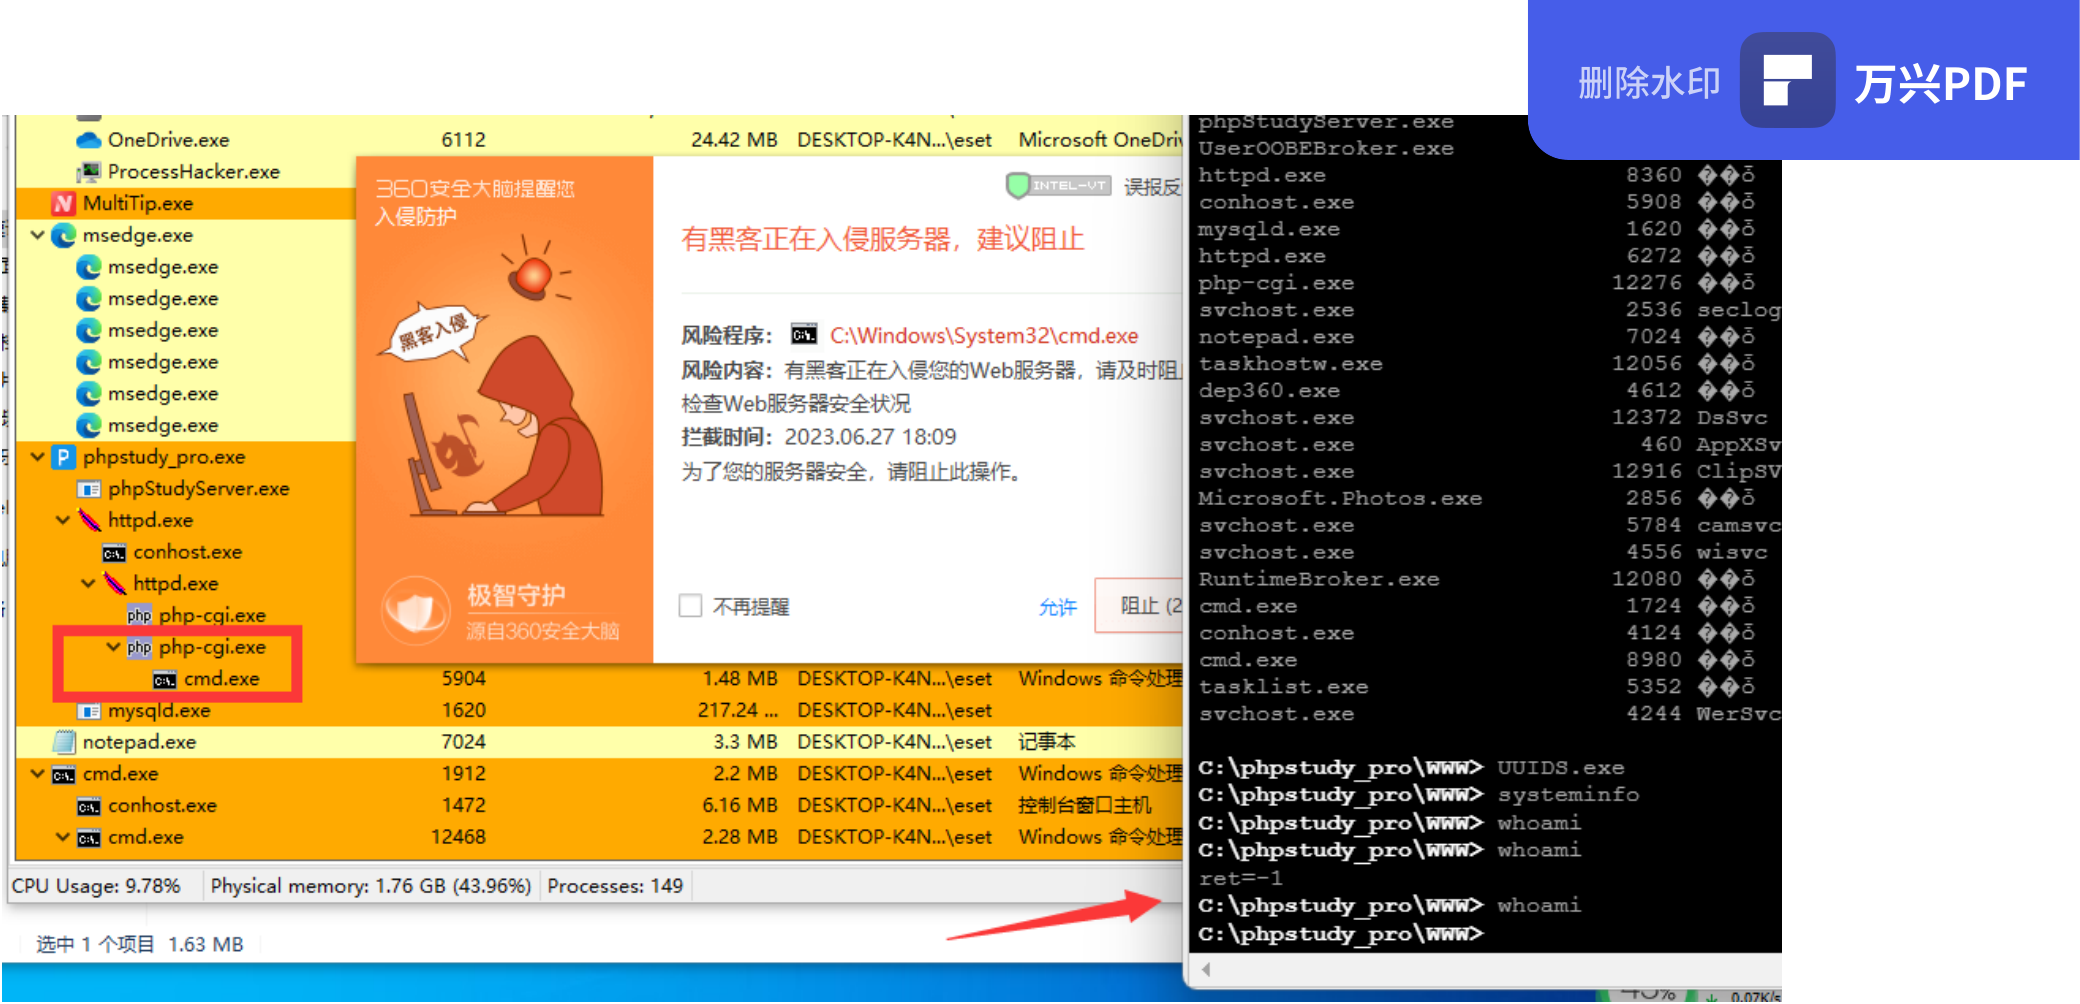 删除水印 万兴PDF
OneDrive.exe 6112 24.42 MB DESKTOP-K4N...\eset Microsoft OneDriv
ProcessHacker.exe
MultiTip.exe
msedge.exe
msedge.exe
msedge.exe
msedge.exe
msedge.exe
msedge.exe
msedge.exe
phpstudy_pro.exe
phpStudyServer.exe
httpd.exe
conhost.exe
httpd.exe
php php-cgi.exe
php php-cgi.exe
cmd.exe 5904 1.48 MB DESKTOP-K4N...\eset Windows 命令处理
mysqld.exe 1620 217.24 ... DESKTOP-K4N...\eset
notepad.exe 7024 3.3 MB DESKTOP-K4N...\eset 记事本
cmd.exe 1912 2.2 MB DESKTOP-K4N...\eset Windows 命令处理
conhost.exe 1472 6.16 MB DESKTOP-K4N...\eset 控制台窗口主机
cmd.exe 12468 2.28 MB DESKTOP-K4N...\eset Windows 命令处理
CPU Usage: 9.78% Physical memory: 1.76 GB (43.96%) Processes: 149
选中 1 个项目 1.63 MB
360安全大脑提醒您
入侵防护
黑客入侵
极智守护
源自360安全大脑
INTEL-VT 误报反
有黑客正在入侵服务器，建议阻止
风险程序： C:\Windows\System32\cmd.exe
风险内容：有黑客正在入侵您的Web服务器，请及时阻
检查Web服务器安全状况
拦截时间：2023.06.27 18:09
为了您的服务器安全，请阻止此操作。
不再提醒 允许 阻止 (2
phpStudyServer.exe
UserOOBEBroker.exe
httpd.exe 8360 ��ȱ
conhost.exe 5908 ��ȱ
mysqld.exe 1620 ��ȱ
httpd.exe 6272 ��ȱ
php-cgi.exe 12276 ��ȱ
svchost.exe 2536 seclog
notepad.exe 7024 ��ȱ
taskhostw.exe 12056 ��ȱ
dep360.exe 4612 ��ȱ
svchost.exe 12372 DsSvc
svchost.exe 460 AppXSv
svchost.exe 12916 ClipSV
Microsoft.Photos.exe 2856 ��ȱ
svchost.exe 5784 camsvc
svchost.exe 4556 wisvc
RuntimeBroker.exe 12080 ��ȱ
cmd.exe 1724 ��ȱ
conhost.exe 4124 ��ȱ
cmd.exe 8980 ��ȱ
tasklist.exe 5352 ��ȱ
svchost.exe 4244 WerSvc
C:\phpstudy_pro\WWW> UUIDS.exe
C:\phpstudy_pro\WWW> systeminfo
C:\phpstudy_pro\WWW> whoami
C:\phpstudy_pro\WWW> whoami
ret=-1
C:\phpstudy_pro\WWW> whoami
C:\phpstudy_pro\WWW>
0.07K/s